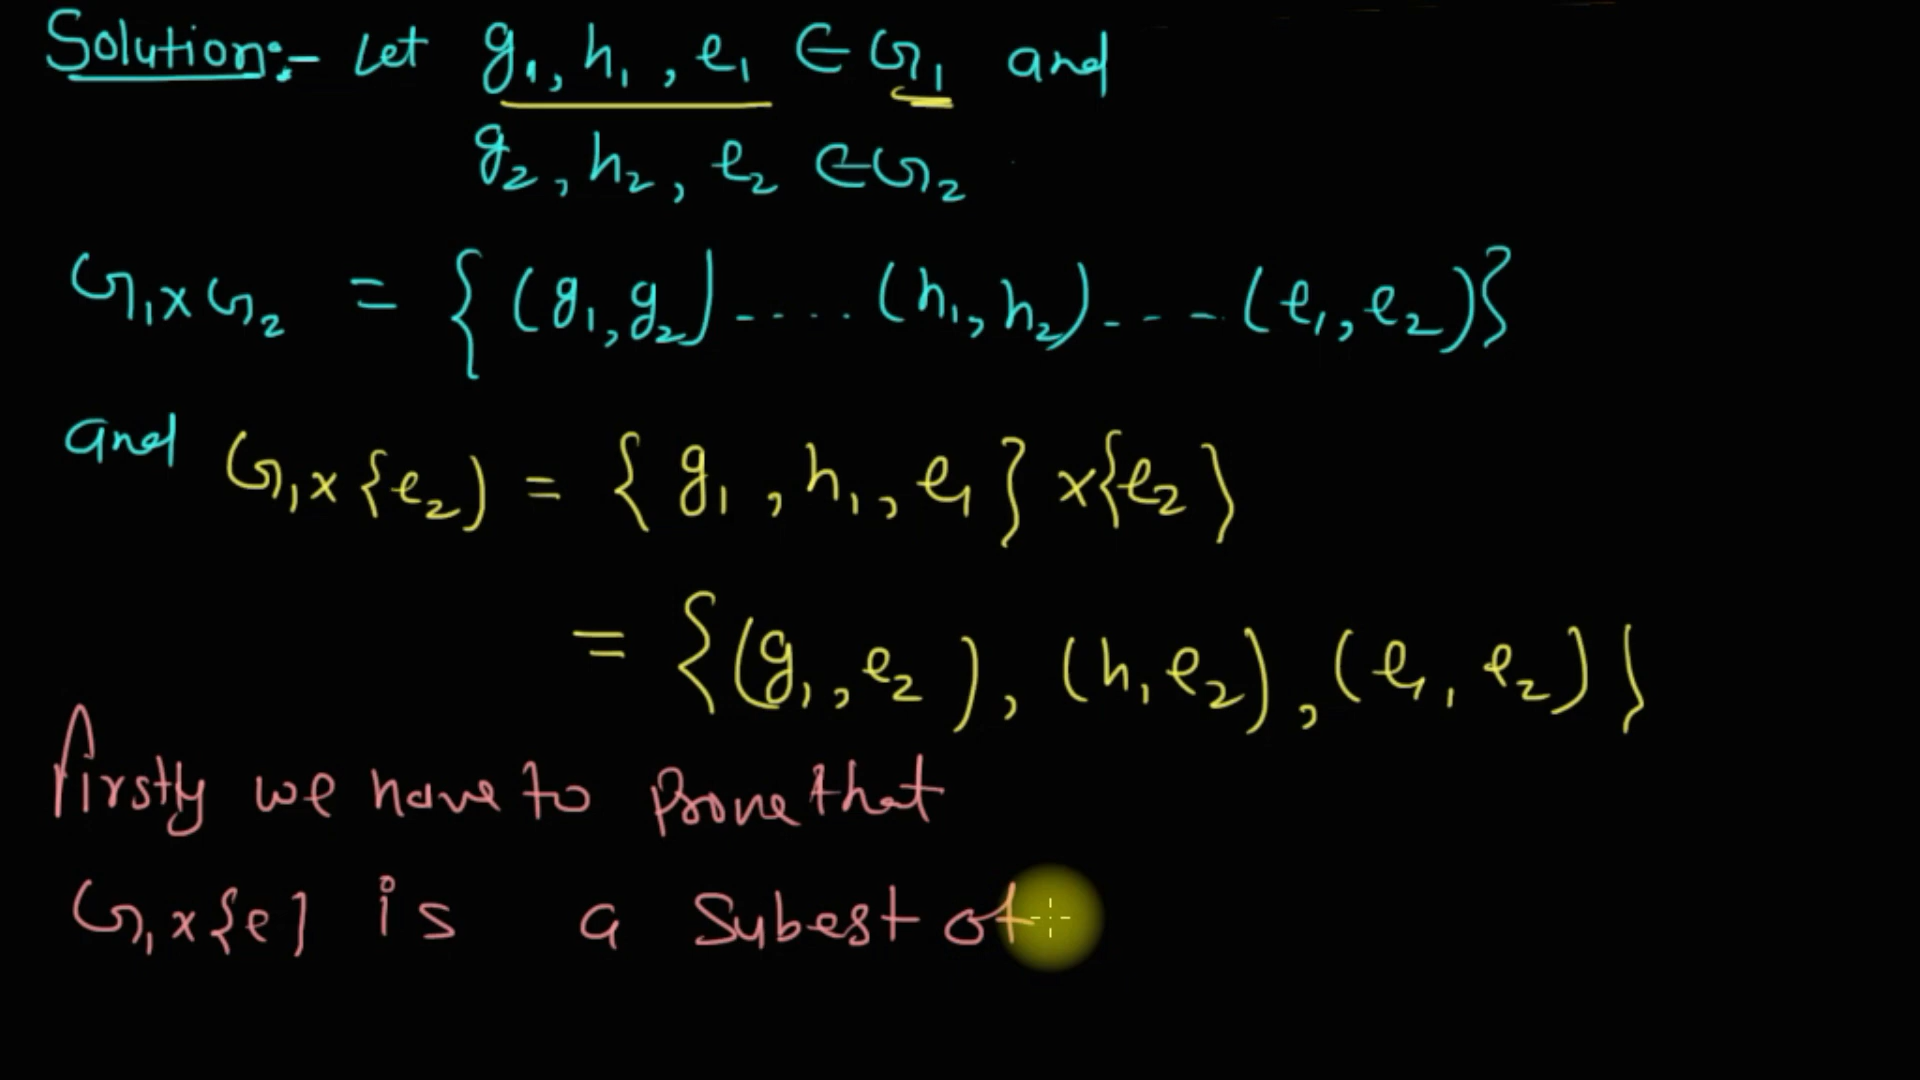 Solution:- Let g₁, h₁, e₁ ∈ G₁ and
g₂, h₂, e₂ ∈ G₂
G₁×G₂ = {(g₁,g₂)-....(h₁,h₂)---.-(e₁,e₂)}
and G₁×{e₂) = {g₁,h₁,e₁}×{e₂}
= {(g₁,e₂),(h₁e₂),(e₁,e₂)}
firstly we have to Prove that
G₁×{e} is a Subest of